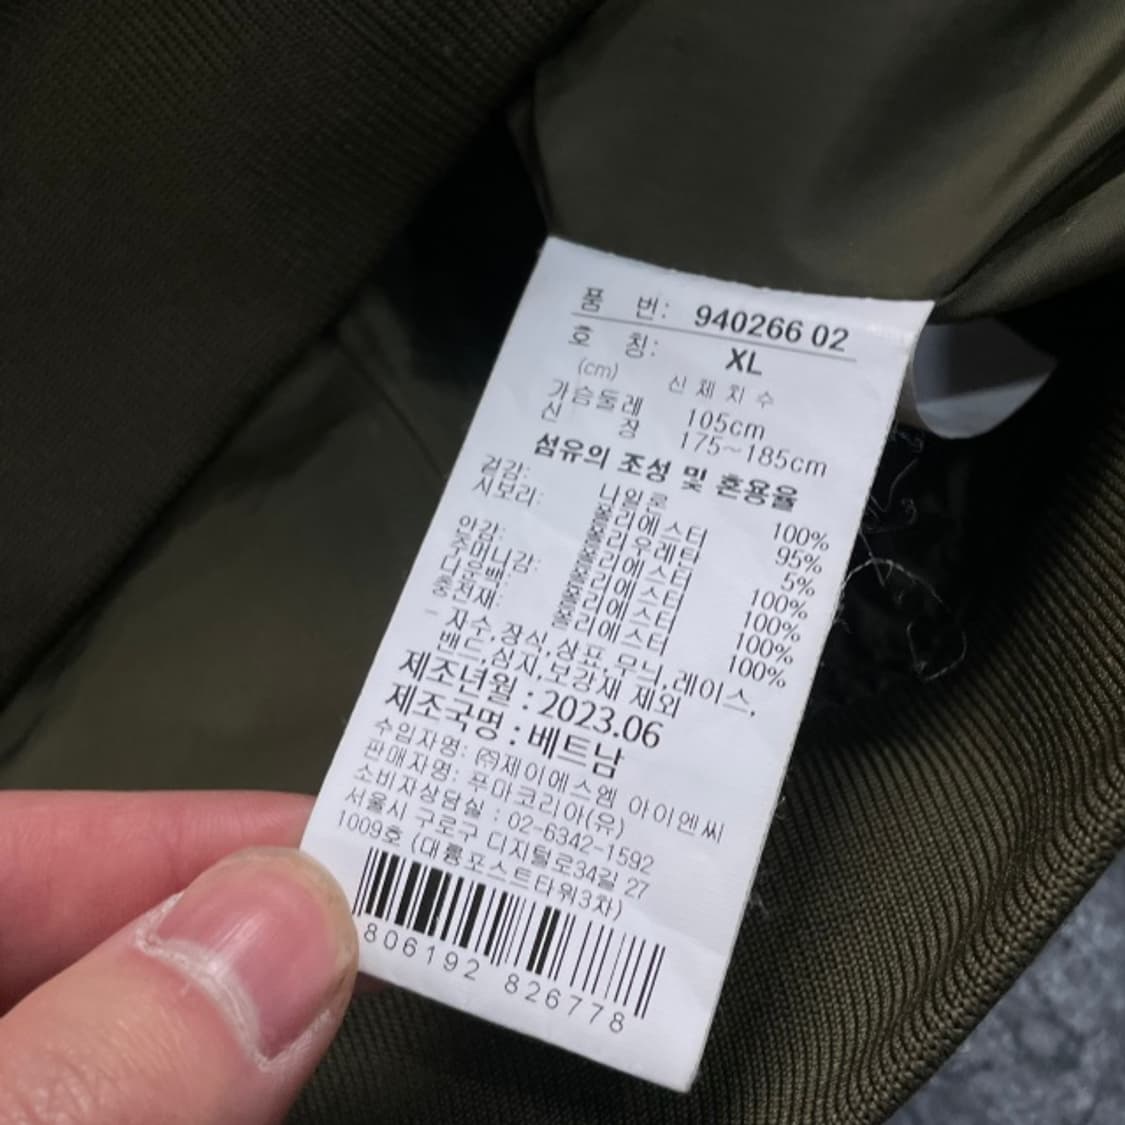 품 번: 940266 02
호 칭: XL
(cm) 신체치수
가슴둘레 105cm
신 장 175~185cm
섬유의 조성 및 혼용율
겉감: 나일론 100%
시보리: 폴리에스터 95%
폴리우레탄 5%
안감: 폴리에스터 100%
주머니감: 폴리에스터 100%
다운백: 폴리에스터 100%
충전재: 폴리에스터 100%
- 자수,장식,상표,무늬,레이스,
밴드,심지,보강재 제외
제조년월 : 2023.06
제조국명 : 베트남
수입자명: ㈜제이에스엠 아이엔씨
판매자명: 푸마코리아(유)
소비자상담실 : 02-6342-1592
서울시 구로구 디지털로34길 27
1009호 (대륭포스트타워3차)
806192 826778